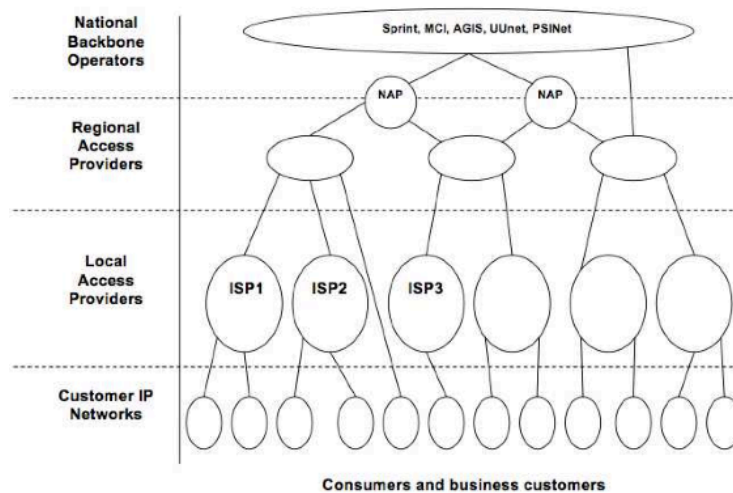 National
Backbone
Operators
Sprint, MCI, AGIS, UUnet, PSINet
NAP
NAP
Regional
Access
Providers
Local
Access
Providers
ISP1
ISP2
ISP3
Customer IP
Networks
Consumers and business customers